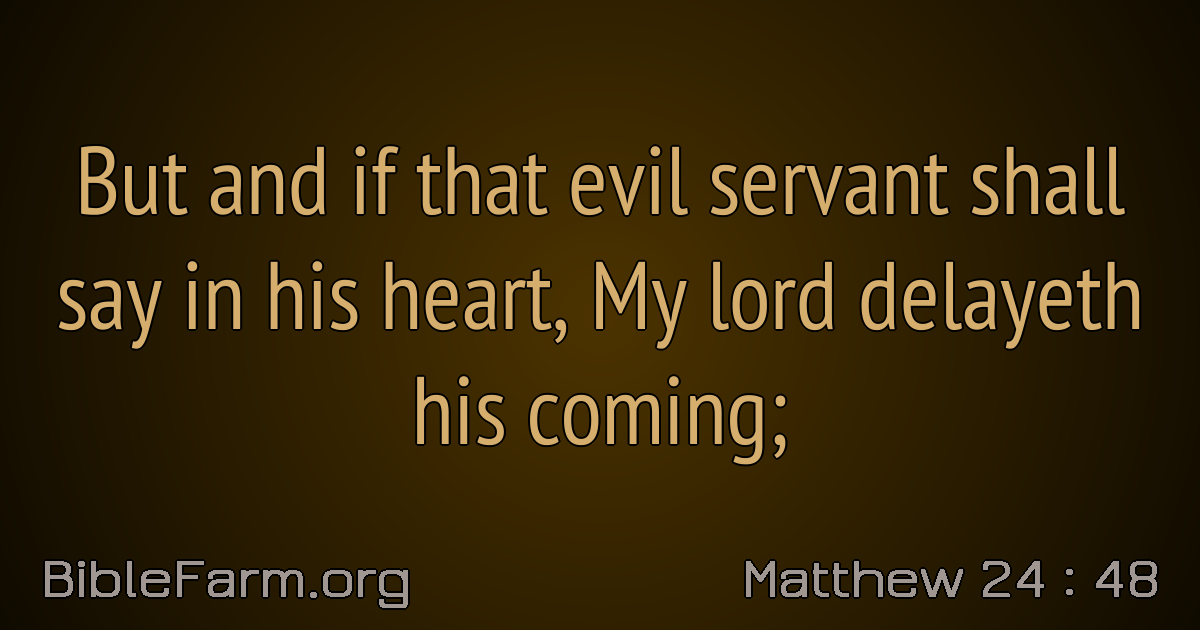 But and if that evil servant shall
say in his heart, My lord delayeth
his coming;
BibleFarm.org
Matthew 24 : 48